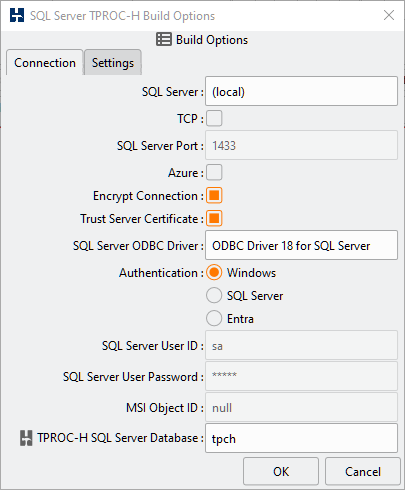 SQL Server TPROC-H Build Options
Build Options
Connection Settings
SQL Server : (local)
TCP :
SQL Server Port : 1433
Azure :
Encrypt Connection :
Trust Server Certificate :
SQL Server ODBC Driver : ODBC Driver 18 for SQL Server
Authentication : Windows
SQL Server
Entra
SQL Server User ID : sa
SQL Server User Password : *****
MSI Object ID : null
TPROC-H SQL Server Database : tpch
OK Cancel